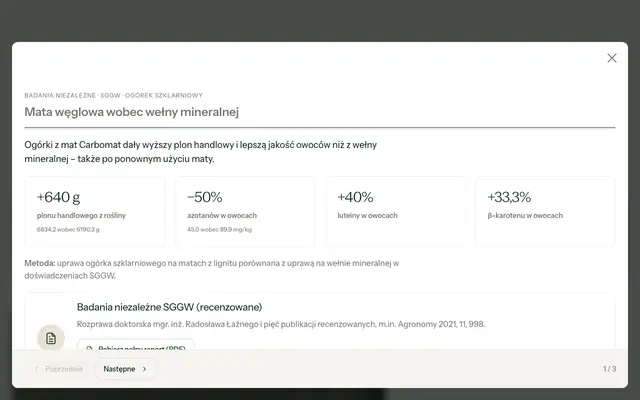 BADANIA NIEZALEŻNE · SGGW · OGÓREK SZKLARNIOWY
Mata węglowa wobec wełny mineralnej
Ogórki z mat Carbomat dały wyższy plon handlowy i lepszą jakość owoców niż z wełny
mineralnej – także po ponownym użyciu maty.
+640 g
plonu handlowego z rośliny
6834,2 wobec 6190,3 g
−50%
azotanów w owocach
45,0 wobec 89,9 mg/kg
+40%
luteiny w owocach
+33,3%
β-karotenu w owocach
Metoda: uprawa ogórka szklarniowego na matach z lignitu porównana z uprawą na wełnie mineralnej w
doświadczeniach SGGW.
Badania niezależne SGGW (recenzowane)
Rozprawa doktorska mgr. inż. Radosława Łaźnego i pięć publikacji recenzowanych, m.in. Agronomy 2021, 11, 998.
Pobierz pełny raport (PDF)
Poprzednie
Następne
1 / 3